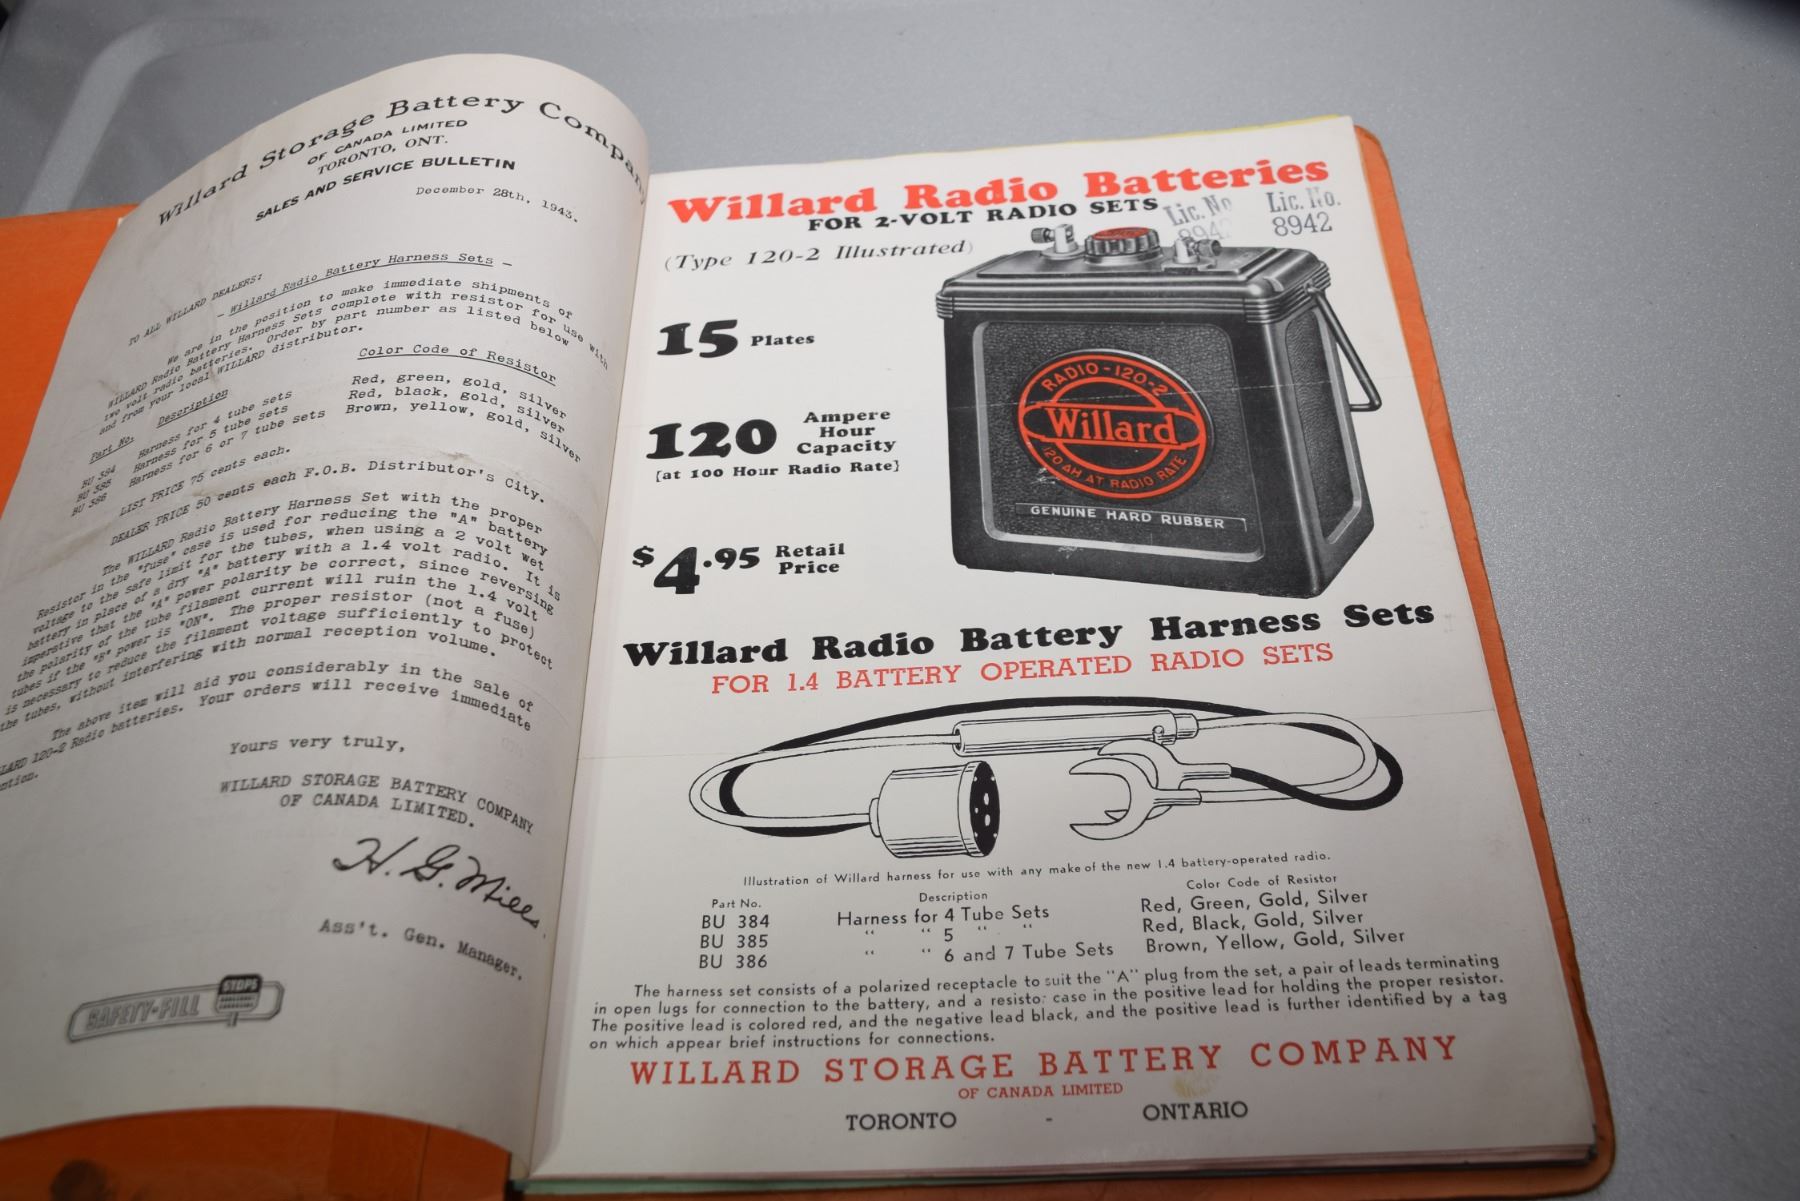 Willard Storage Battery Company
OF CANADA LIMITED
TORONTO, ONT.
SALES AND SERVICE BULLETIN
December 28th, 1943.
TO ALL WILLARD DEALERS:
- Willard Radio Battery Harness Sets -
We are in the position to make immediate shipments of
WILLARD Radio Battery Harness Sets complete with resistor for use with
two volt radio batteries. Order by part number as listed below
and from your local WILLARD distributor.
Part No. Description Color Code of Resistor
BU 384 Harness for 4 tube sets Red, green, gold, silver
BU 385 Harness for 5 tube sets Red, black, gold, silver
BU 386 Harness for 6 or 7 tube sets Brown, yellow, gold, silver
LIST PRICE 75 cents each.
DEALER PRICE 50 cents each F.O.B. Distributor's City.
The WILLARD Radio Battery Harness Set with the proper
Resistor in the "fuse" case is used for reducing the "A" battery
voltage to the safe limit for the tubes, when using a 2 volt wet
battery in place of a dry "A" battery with a 1.4 volt radio. It is
imperative that the "A" power polarity be correct, since reversing
the polarity of the tube filament current will ruin the 1.4 volt
tubes if the "B" power is "ON". The proper resistor (not a fuse)
is necessary to reduce the filament voltage sufficiently to protect
the tubes, without interfering with normal reception volume.
The above item will aid you considerably in the sale of
LARD 120-2 Radio batteries. Your orders will receive immediate
ntion.
Yours very truly,
WILLARD STORAGE BATTERY COMPANY
OF CANADA LIMITED.
H. G. Mills
Ass't. Gen. Manager.
SAFETY-FILL STOPS
Willard Radio Batteries
FOR 2-VOLT RADIO SETS
Lic. No
894
Lic. No.
8942
(Type 120-2 Illustrated)
15 Plates
120 Ampere
Hour
Capacity
[at 100 Hour Radio Rate]
$4.95 Retail
Price
RADIO-120-2
Willard
120 AH AT RADIO RATE
GENUINE HARD RUBBER
Willard Radio Battery Harness Sets
FOR 1.4 BATTERY OPERATED RADIO SETS
Illustration of Willard harness for use with any make of the new 1.4 battery-operated radio.
Part No. Description Color Code of Resistor
BU 384 Harness for 4 Tube Sets Red, Green, Gold, Silver
BU 385 " " 5 " " Red, Black, Gold, Silver
BU 386 " " 6 and 7 Tube Sets Brown, Yellow, Gold, Silver
The harness set consists of a polarized receptacle to suit the "A" plug from the set, a pair of leads terminating
in open lugs for connection to the battery, and a resistor case in the positive lead for holding the proper resistor.
The positive lead is colored red, and the negative lead black, and the positive lead is further identified by a tag
on which appear brief instructions for connections.
WILLARD STORAGE BATTERY COMPANY
OF CANADA LIMITED
TORONTO - ONTARIO